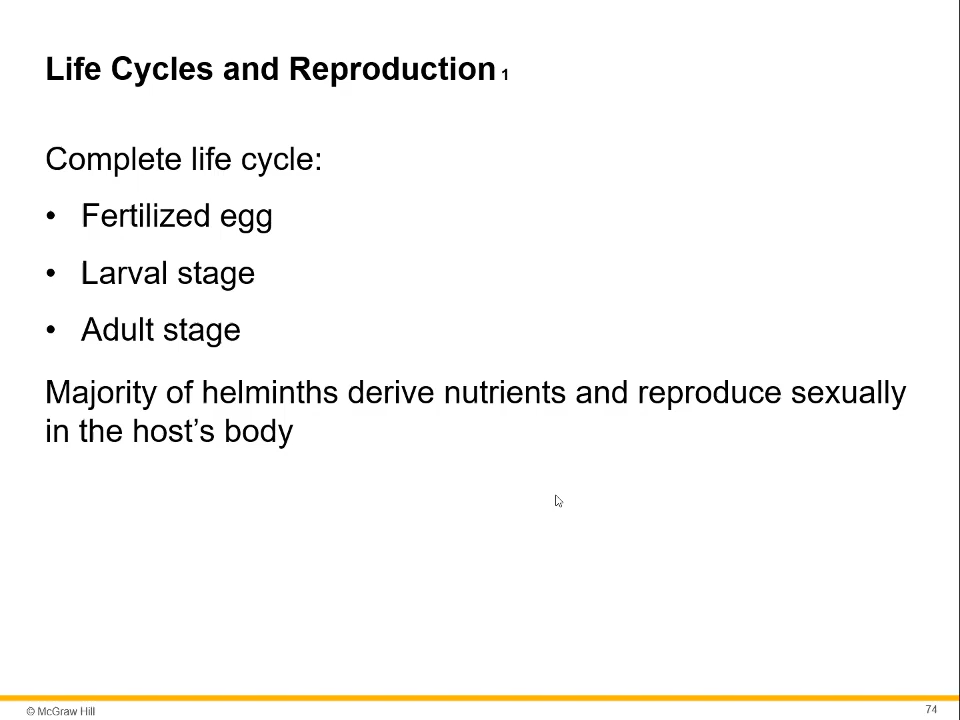 Life Cycles and Reproduction 1
Complete life cycle:
• Fertilized egg
• Larval stage
• Adult stage
Majority of helminths derive nutrients and reproduce sexually
in the host’s body
© McGraw Hill
74